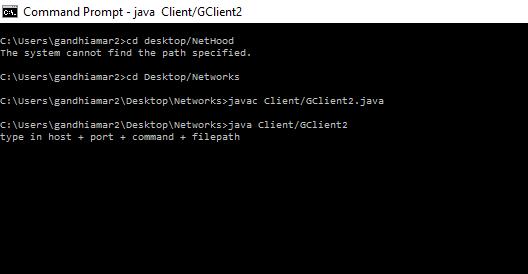 Command Prompt - java  Client/GClient2
C:\Users\gandhiamar2>cd desktop/NetHood
The system cannot find the path specified.
C:\Users\gandhiamar2>cd Desktop/Networks
C:\Users\gandhiamar2\Desktop\Networks>javac Client/GClient2.java
C:\Users\gandhiamar2\Desktop\Networks>java Client/GClient2
type in host + port + command + filepath